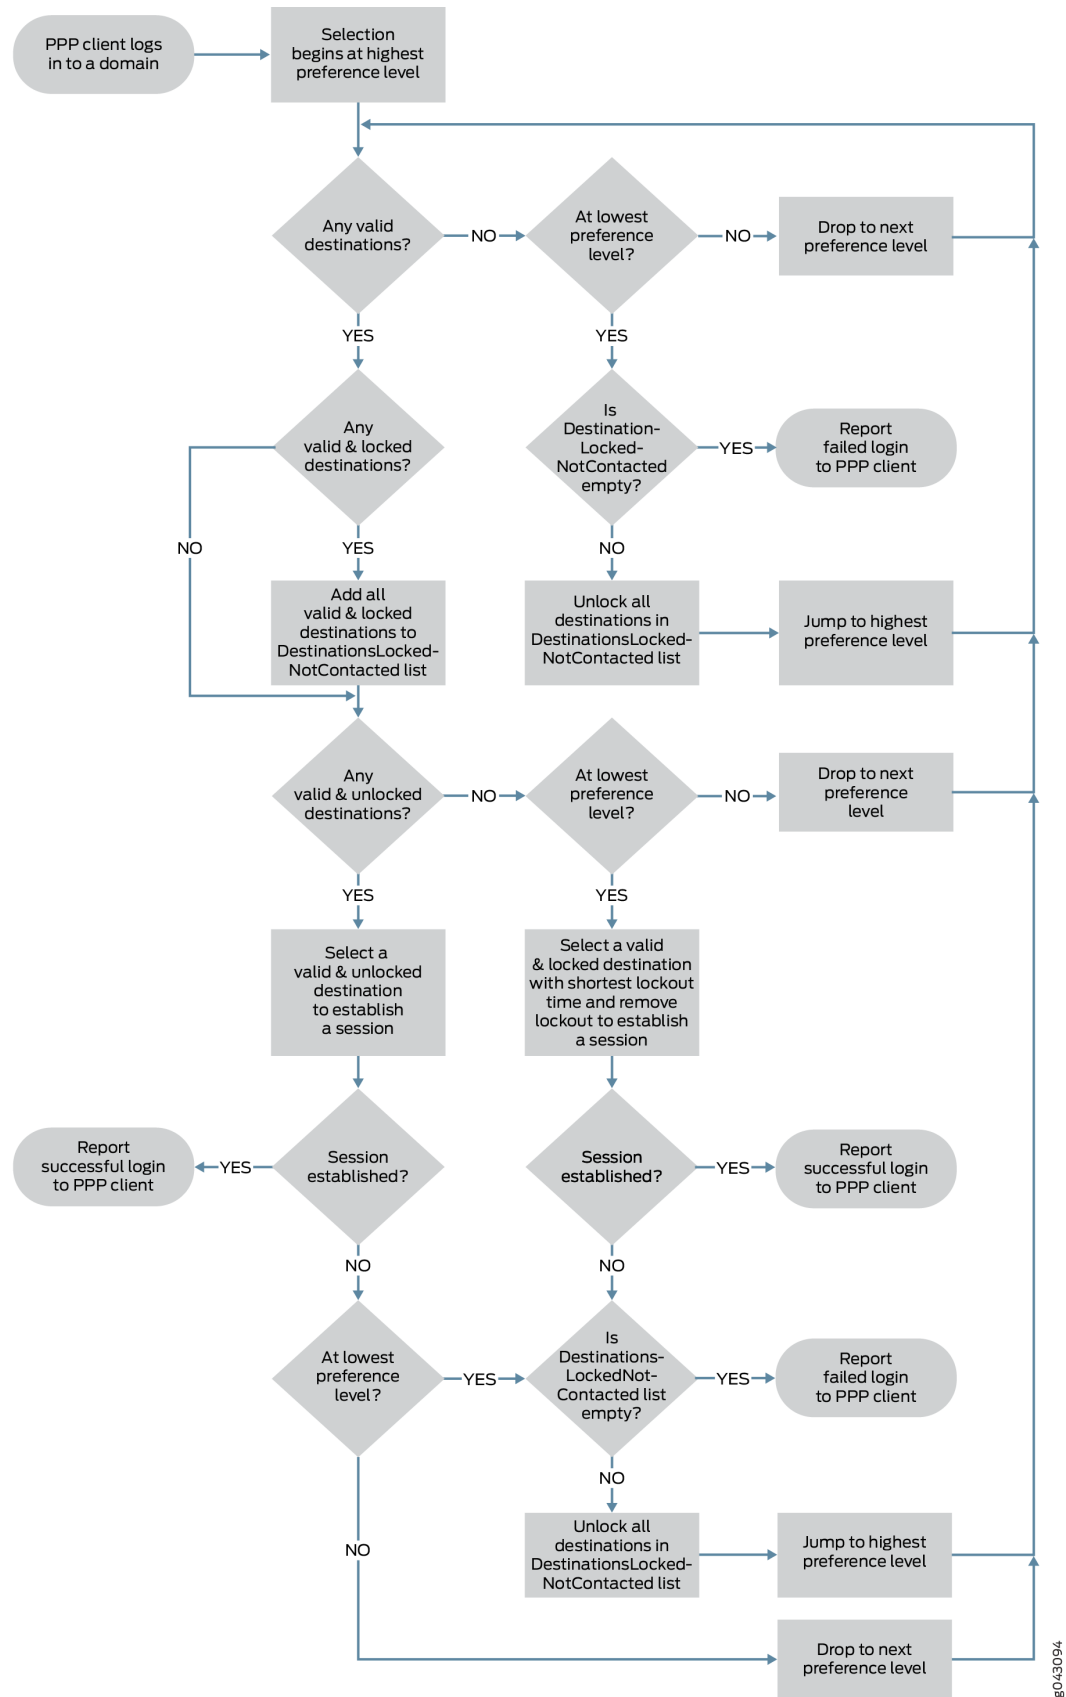 PPP client logs
in to a domain
Selection
begins at highest
preference level
Any valid
destinations?
NO
At lowest
preference
level?
NO
Drop to next
preference level
YES
YES
Any
valid & locked
destinations?
Is
Destination-
Locked-
NotContacted
empty?
YES
Report
failed login
to PPP client
NO
YES
NO
Add all
valid & locked
destinations to
DestinationsLocked-
NotContacted list
Unlock all
destinations in
DestinationsLocked-
NotContacted list
Jump to highest
preference level
Any
valid & unlocked
destinations?
NO
At lowest
preference
level?
NO
Drop to next
preference
level
YES
YES
Select a
valid & unlocked
destination
to establish
a session
Select a valid
& locked destination
with shortest lockout
time and remove
lockout to establish
a session
Report
successful login
to PPP client
YES
Session
established?
Session
established?
YES
Report
successful login
to PPP client
NO
NO
At lowest
preference
level?
YES
Is
Destinations-
LockedNot-
Contacted list
empty?
YES
Report
failed login
to PPP client
NO
NO
Unlock all
destinations in
DestinationsLocked-
NotContacted list
Jump to highest
preference level
Drop to next
preference level
g043094